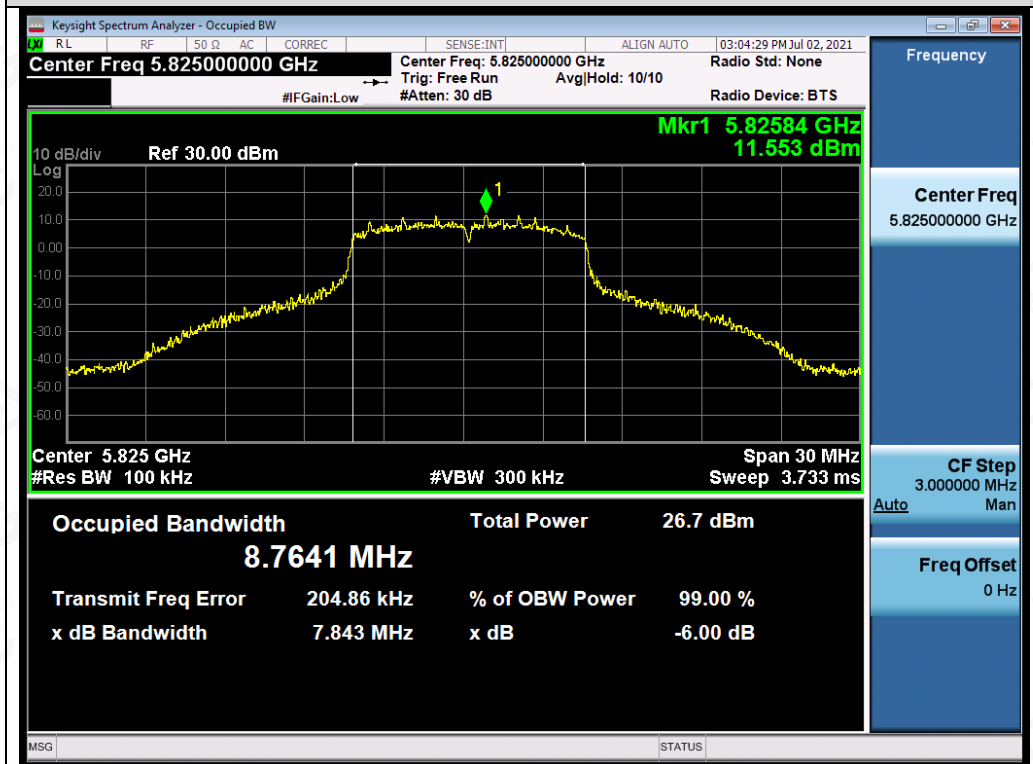 Keysight Spectrum Analyzer - Occupied BW
LXI RL RF 50 Ω AC CORREC SENSE:INT ALIGN AUTO 03:04:29 PM Jul 02, 2021
Center Freq 5.825000000 GHz Center Freq: 5.825000000 GHz Radio Std: None
Trig: Free Run Avg|Hold: 10/10
#IFGain:Low #Atten: 30 dB Radio Device: BTS
Mkr1 5.82584 GHz
10 dB/div Ref 30.00 dBm 11.553 dBm
Log
20.0
1
10.0
0.00
-10.0
-20.0
-30.0
-40.0
-50.0
-60.0
Center 5.825 GHz Span 30 MHz
#Res BW 100 kHz #VBW 300 kHz Sweep 3.733 ms
Occupied Bandwidth Total Power 26.7 dBm
8.7641 MHz
Transmit Freq Error 204.86 kHz % of OBW Power 99.00 %
x dB Bandwidth 7.843 MHz x dB -6.00 dB
Frequency
Center Freq
5.825000000 GHz
CF Step
3.000000 MHz
Auto Man
Freq Offset
0 Hz
MSG STATUS